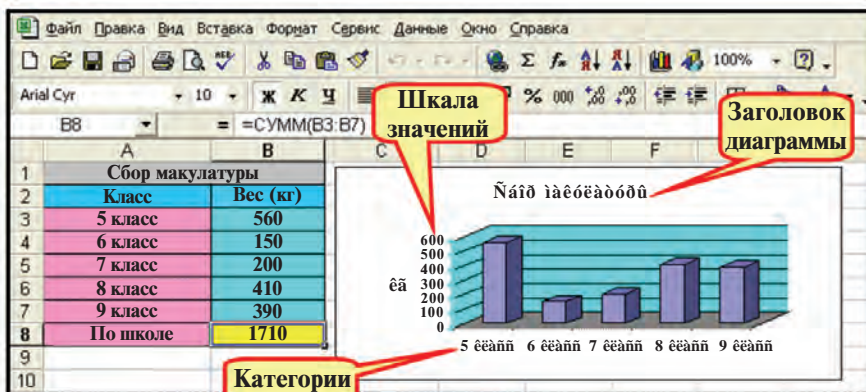 Файл Правка Вид Вставка Формат Сервис Данные Окно Справка
100%
Arial Cyr 10 Ж К Ч % 000
B8 = =СУММ(B3:B7)
Шкала
значений
Заголовок
диаграммы
A B C D E F
1 Сбор макулатуры
2 Класс Вес (кг)
3 5 класс 560
4 6 класс 150
5 7 класс 200
6 8 класс 410
7 9 класс 390
8 По школе 1710
9
10
Ñáîð ìàêóëàòóðû
êã
600
500
400
300
200
100
0
5 êëàññ 6 êëàññ 7 êëàññ 8 êëàññ 9 êëàññ
Категории